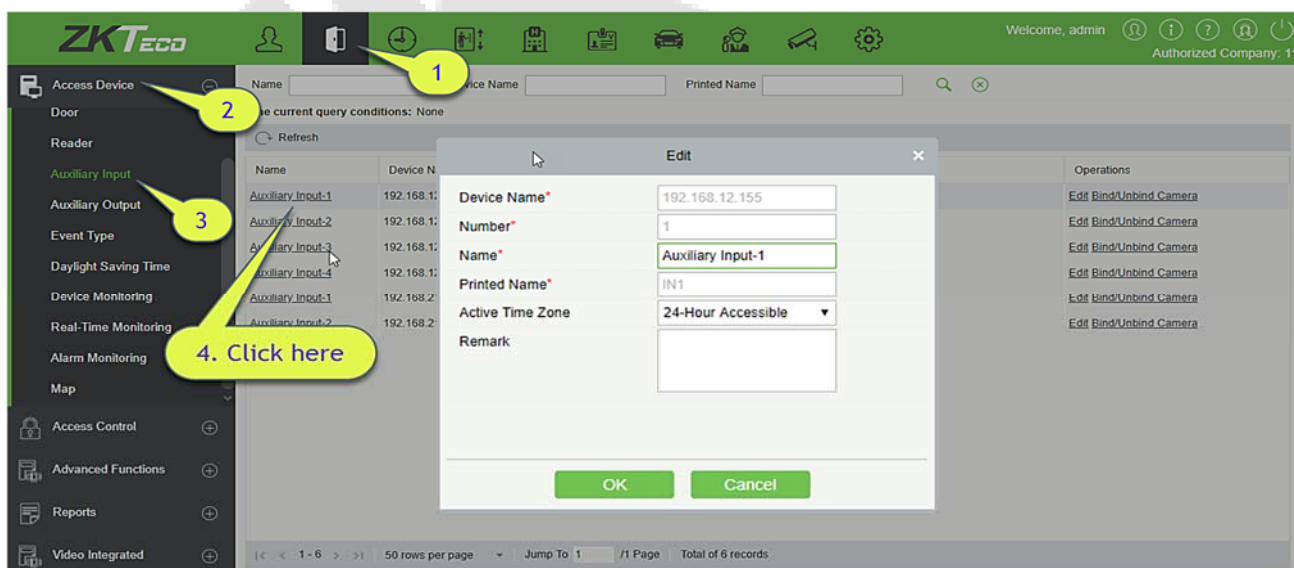 ZKTECO
Welcome, admin
Authorized Company: 1
1
Access Device
2
Door
Reader
Auxiliary Input
3
Auxiliary Output
Event Type
Daylight Saving Time
Device Monitoring
Real-Time Monitoring
Alarm Monitoring
Map
Access Control
Advanced Functions
Reports
Video Integrated
Name Name Printed Name
current query conditions: None
Refresh
Name Device N Operations
Auxiliary Input-1 192.168.12 Edit Bind/Unbind Camera
Auxiliary Input-2 192.168.12 Edit Bind/Unbind Camera
Auxiliary Input-3 192.168.12 Edit Bind/Unbind Camera
Auxiliary Input-4 192.168.12 Edit Bind/Unbind Camera
Auxiliary Input-1 192.168.2 Edit Bind/Unbind Camera
Auxiliary Input-2 192.168.2 Edit Bind/Unbind Camera
4. Click here
Edit
Device Name* 192.168.12.155
Number* 1
Name* Auxiliary Input-1
Printed Name* IN1
Active Time Zone 24-Hour Accessible
Remark
OK Cancel
1-6 50 rows per page Jump To 1 /1 Page Total of 6 records